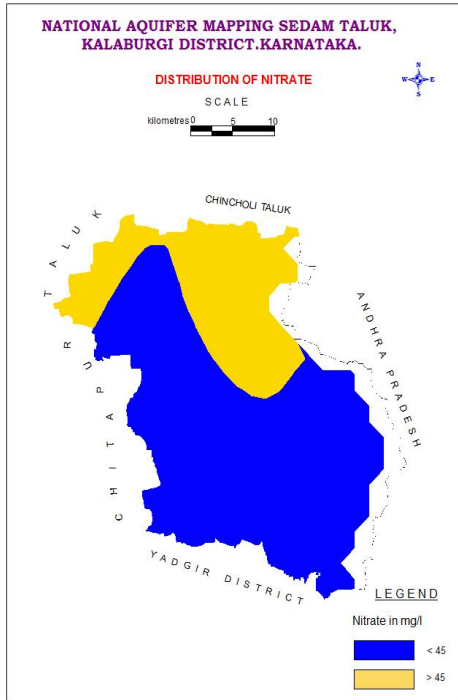 NATIONAL AQUIFER MAPPING SEDAM TALUK,
KALABURGI DISTRICT.KARNATAKA.
DISTRIBUTION OF NITRATE
N
W E
S
SCALE
kilometres 0 5 10
CHINCHOLI TALUK
CHITAPUR TALUK
ANDHRA PRADESH
YADGIR DISTRICT
LEGEND
Nitrate in mg/l
< 45
> 45